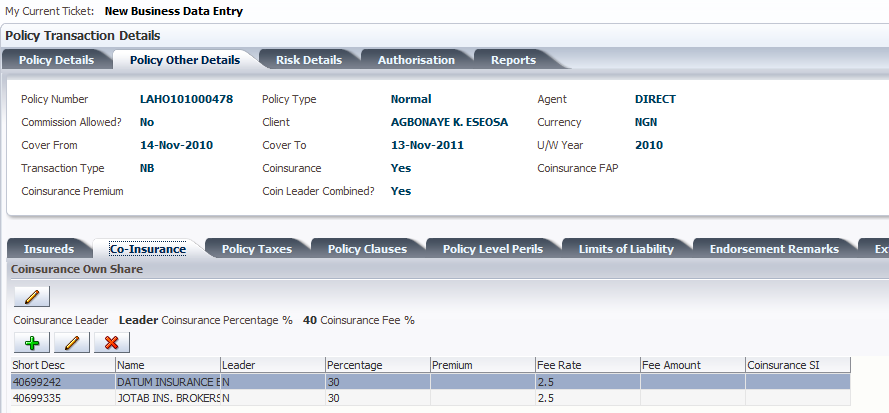 My Current Ticket: New Business Data Entry
Policy Transaction Details
Policy Details Policy Other Details Risk Details Authorisation Reports
Policy Number LAHO101000478 Policy Type Normal Agent DIRECT
Commission Allowed? No Client AGBONAYE K. ESEOSA Currency NGN
Cover From 14-Nov-2010 Cover To 13-Nov-2011 U/W Year 2010
Transaction Type NB Coinsurance Yes Coinsurance FAP
Coinsurance Premium Coin Leader Combined? Yes
Insureds Co-Insurance Policy Taxes Policy Clauses Policy Level Perils Limits of Liability Endorsement Remarks Ex
Coinsurance Own Share
Coinsurance Leader Leader Coinsurance Percentage % 40 Coinsurance Fee %
Short Desc Name Leader Percentage Premium Fee Rate Fee Amount Coinsurance SI
40699242 DATUM INSURANCE B N 30 2.5
40699335 JOTAB INS. BROKERS N 30 2.5